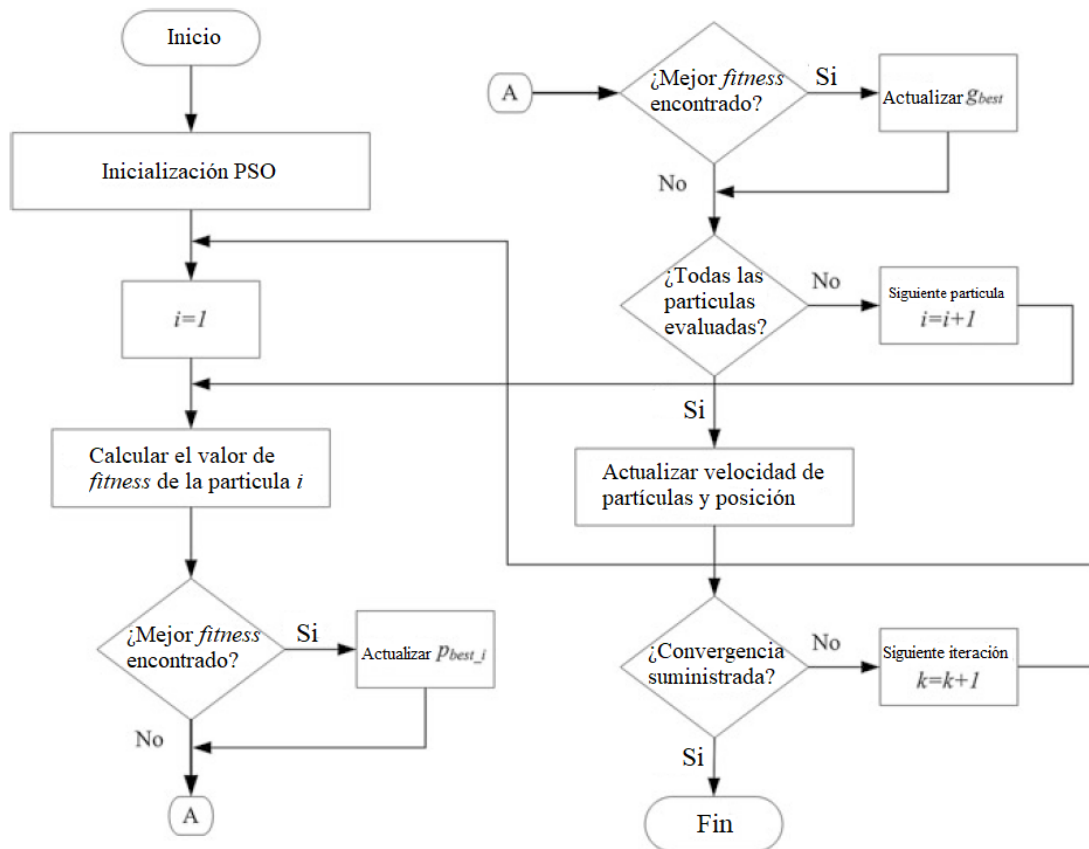 Inicio
Inicialización PSO
i=1
Calcular el valor de
fitness de la particula i
¿Mejor fitness
encontrado?
Si
Actualizar pbest_i
No
A
A
¿Mejor fitness
encontrado?
Si
Actualizar gbest
No
¿Todas las
particulas
evaluadas?
No
Siguiente particula
i=i+1
Si
Actualizar velocidad de
partículas y posición
¿Convergencia
suministrada?
No
Siguiente iteración
k=k+1
Si
Fin